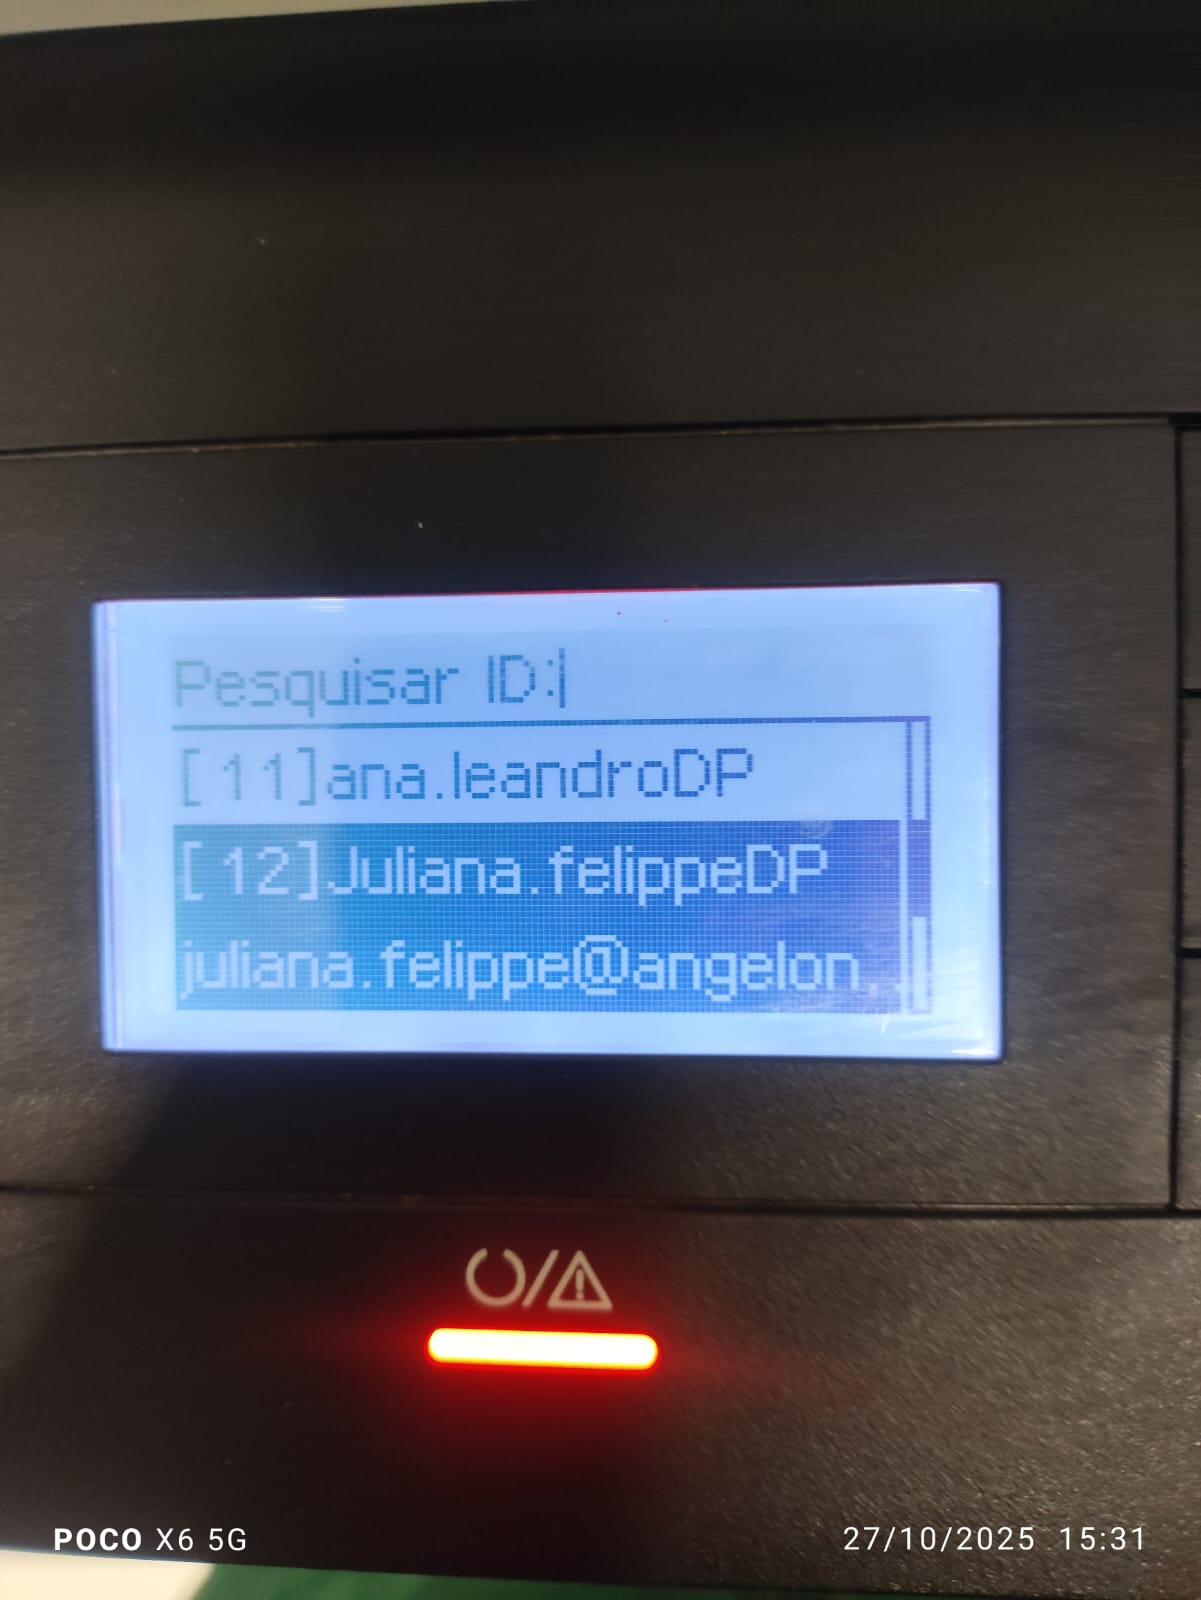 Pesquisar ID:
[11]ana.leandroDP
[12]Juliana.felippeDP
juliana.felippe@angelon..
POCO X6 5G
27/10/2025 15:31